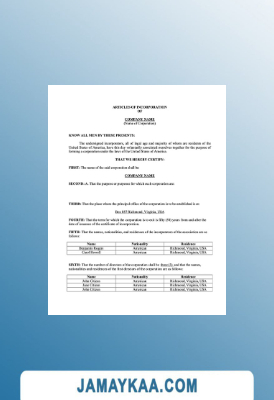 ARTICLES OF INCORPORATION
OF
COMPANY NAME
(Name of Corporation)
KNOW ALL MEN BY THESE PRESENTS:
The undersigned incorporators, all of legal age and majority of whom are residents of the
United States of America, have this day voluntarily associated ourselves together for the purpose of
forming a corporation under the laws of the United States of America.
THAT WE HEREBY CERTIFY:
FIRST: The name of the said corporation shall be:
COMPANY NAME
SECOND: A. That the purpose or purposes for which such corporation are:
THIRD: That the place where the principal office of the corporation is to be established is at:
Richmond, Virginia, USA
FOURTH: That the term for which the corporation is to exist is fifty (50) years from and after the
date of issuance of the certificate of incorporation.
FIFTH: That the names, nationalities, and residences of the incorporators of the corporation are as
follows:
Name Nationality Residence
American Richmond, Virginia, USA
American Richmond, Virginia, USA
SIXTH: That the number of directors of the corporation shall be three (3), and that the names,
nationalities and residences of the first directors of the corporation are as follows:
Name Nationality Residence
American Richmond, Virginia, USA
American Richmond, Virginia, USA
American Richmond, Virginia, USA
JAMAYKAA.COM